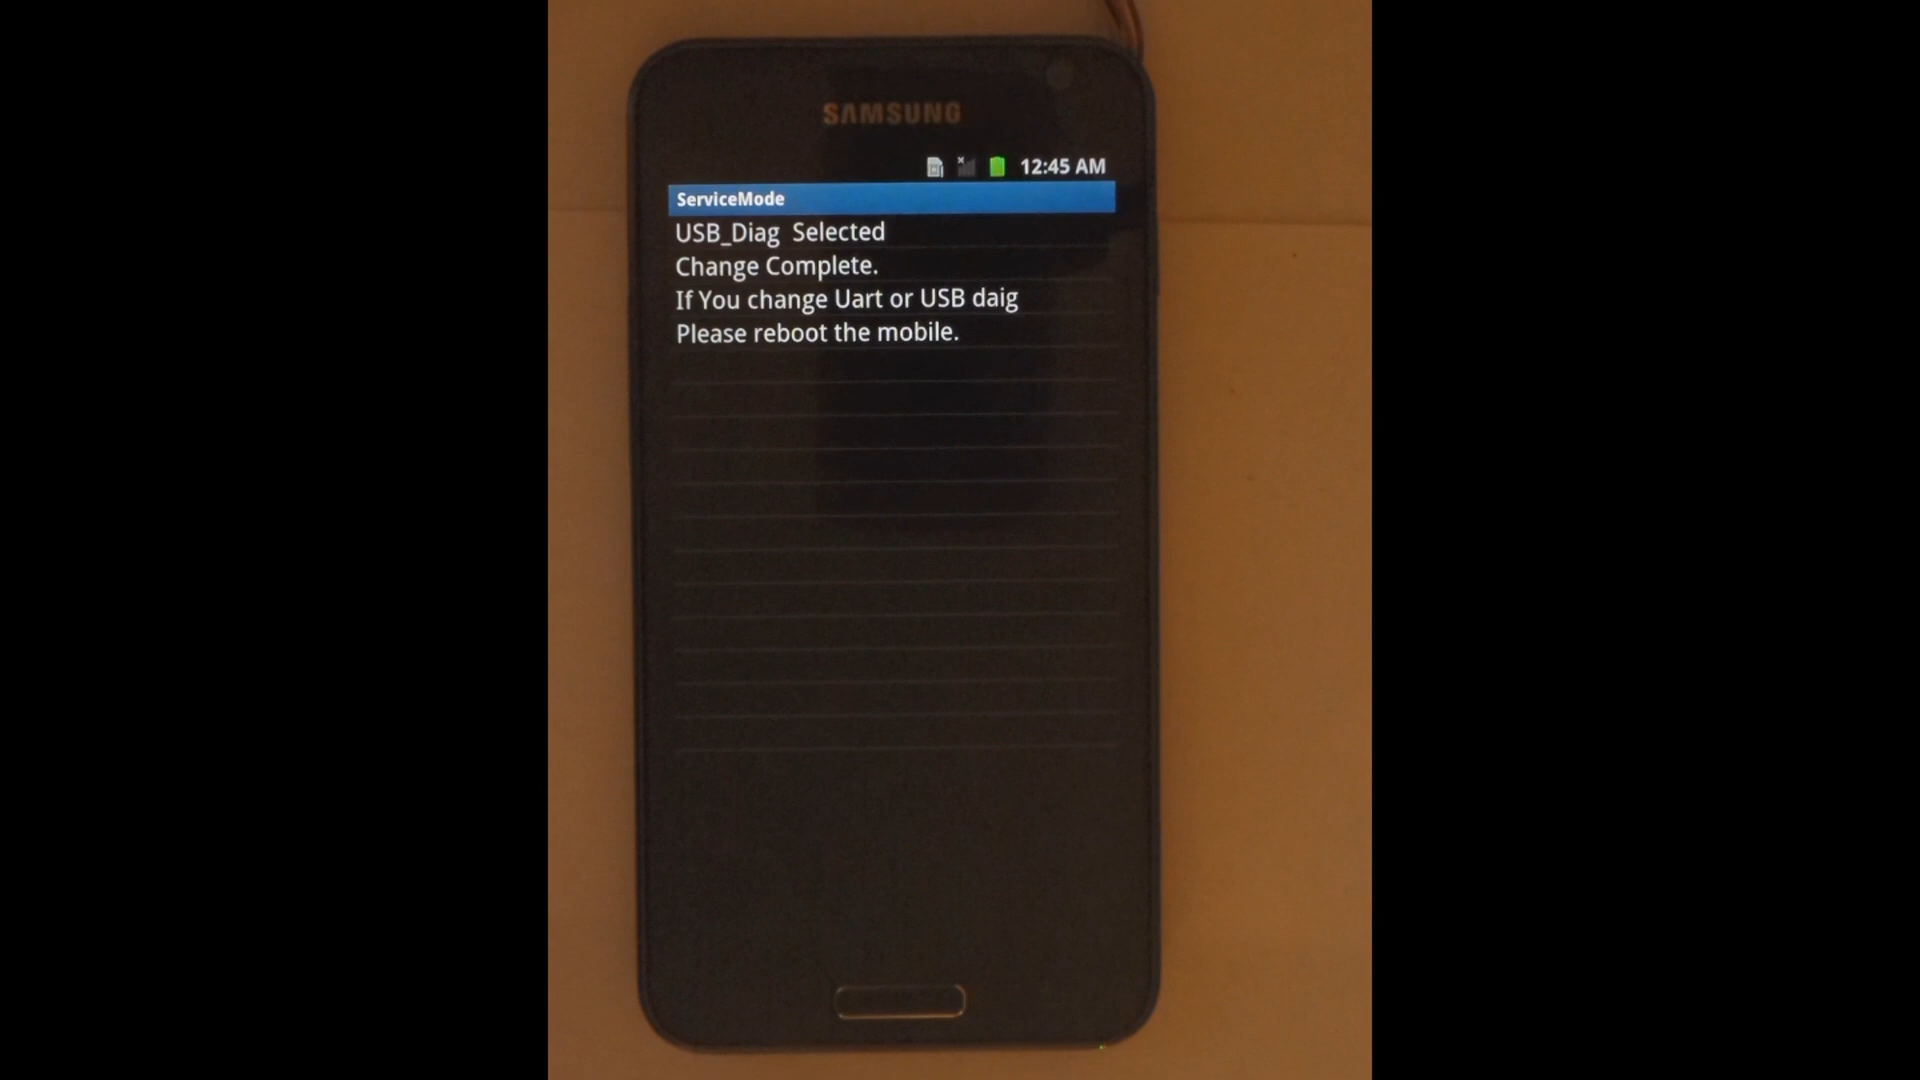 SAMSUNG
12:45 AM
ServiceMode
USB_Diag Selected
Change Complete.
If You change Uart or USB daig
Please reboot the mobile.